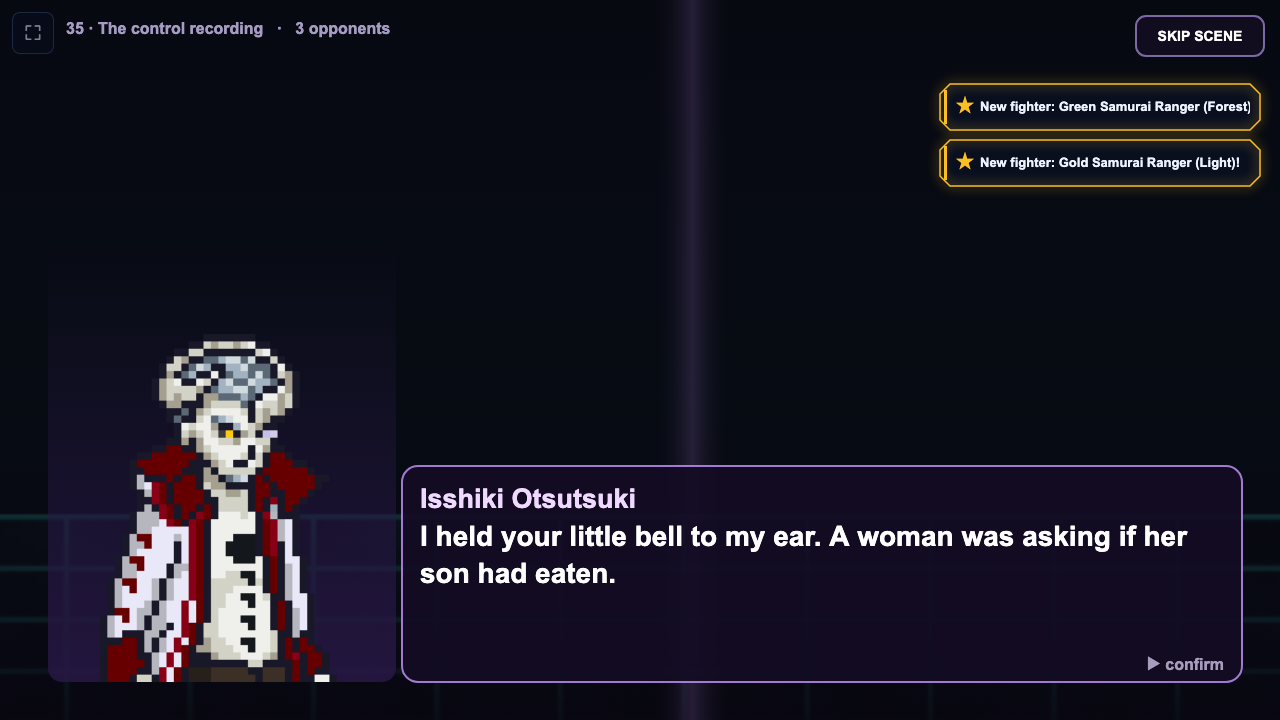 35 · The control recording · 3 opponents
SKIP SCENE
★ New fighter: Green Samurai Ranger (Forest)
★ New fighter: Gold Samurai Ranger (Light)!
Isshiki Otsutsuki
I held your little bell to my ear. A woman was asking if her
son had eaten.
▶ confirm